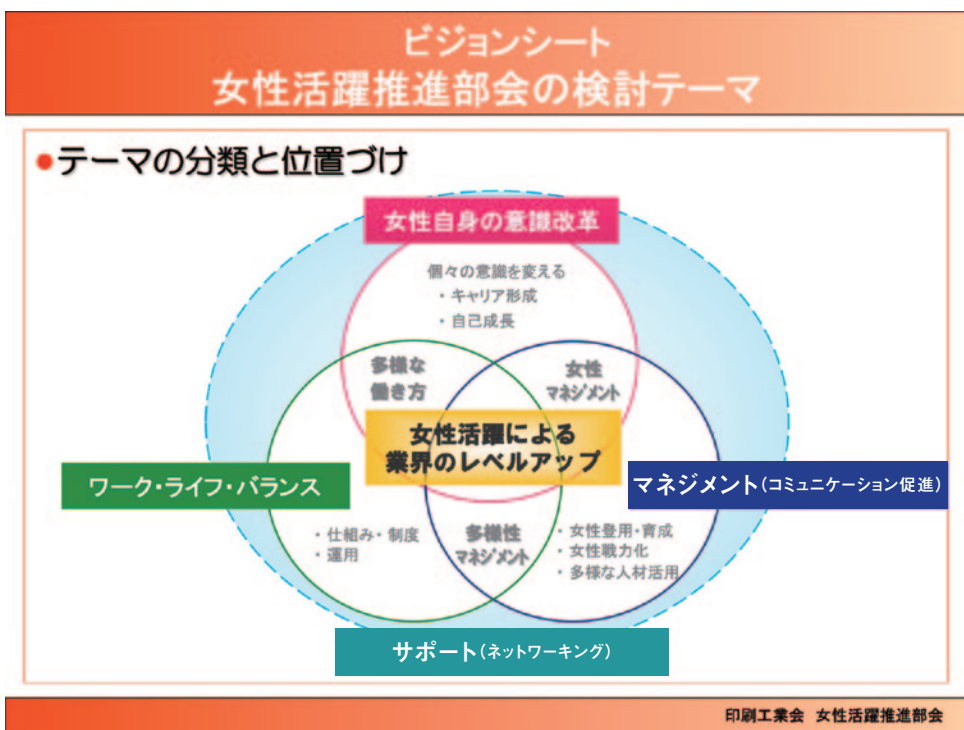 ビジョンシート
女性活躍推進部会の検討テーマ
●テーマの分類と位置づけ
女性自身の意識改革
個々の意識を変える
・キャリア形成
・自己成長
多様な
働き方
女性
マネジメント
女性活躍による
業界のレベルアップ
ワーク・ライフ・バランス
マネジメント(コミュニケーション促進)
・仕組み・制度
・運用
多様性
マネジメント
・女性登用・育成
・女性戦力化
・多様な人材活用
サポート(ネットワーキング)
印刷工業会 女性活躍推進部会